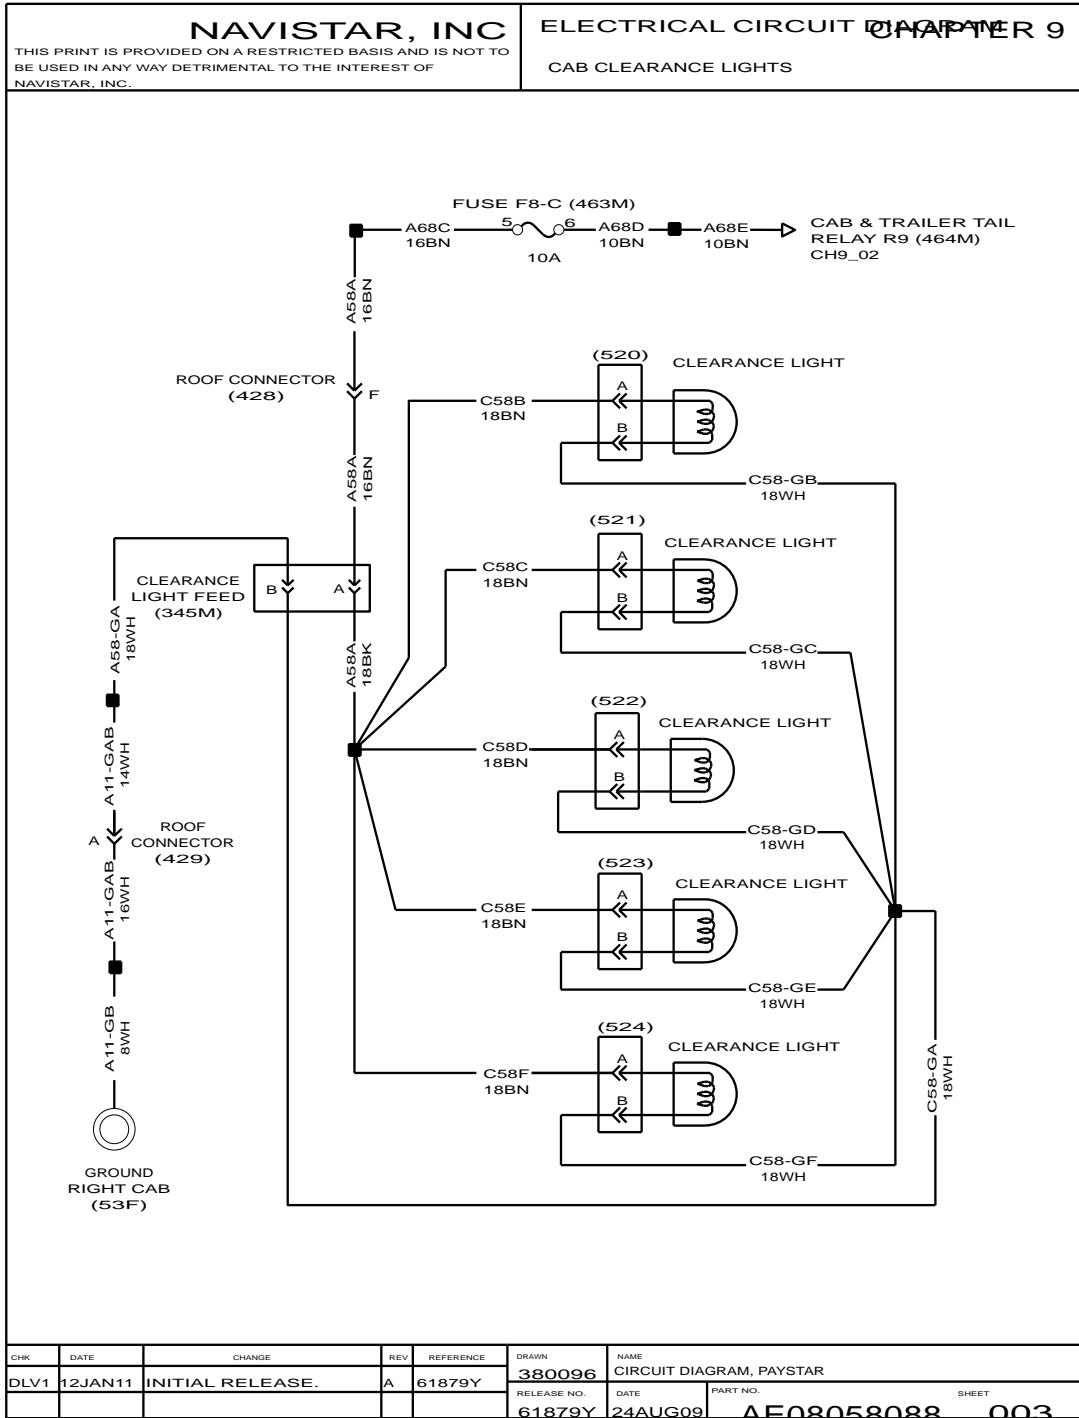 NAVISTAR, INC
THIS PRINT IS PROVIDED ON A RESTRICTED BASIS AND IS NOT TO
BE USED IN ANY WAY DETRIMENTAL TO THE INTEREST OF
NAVISTAR, INC.
ELECTRICAL CIRCUIT DIAGRAM
CHAPTER 9
CAB CLEARANCE LIGHTS
FUSE F8-C (463M)
A68C
16BN
5
6
10A
A68D
10BN
A68E
10BN
CAB & TRAILER TAIL
RELAY R9 (464M)
CH9_02
A58A
16BN
ROOF CONNECTOR
(428)
F
A58A
16BN
CLEARANCE
LIGHT FEED
(345M)
B
A
A58A
18BK
A58-GA
18WH
A11-GAB
14WH
A
ROOF
CONNECTOR
(429)
A11-GAB
16WH
A11-GB
8WH
GROUND
RIGHT CAB
(53F)
(520)
CLEARANCE LIGHT
C58B
18BN
A
B
C58-GB
18WH
(521)
CLEARANCE LIGHT
C58C
18BN
A
B
C58-GC
18WH
(522)
CLEARANCE LIGHT
C58D
18BN
A
B
C58-GD
18WH
(523)
CLEARANCE LIGHT
C58E
18BN
A
B
C58-GE
18WH
(524)
CLEARANCE LIGHT
C58F
18BN
A
B
C58-GF
18WH
C58-GA
18WH
CHK DATE CHANGE REV REFERENCE
DLV1 12JAN11 INITIAL RELEASE. A 61879Y
DRAWN
380096
NAME
CIRCUIT DIAGRAM, PAYSTAR
RELEASE NO.
61879Y
DATE
24AUG09
PART NO.
AE08058088
SHEET
003